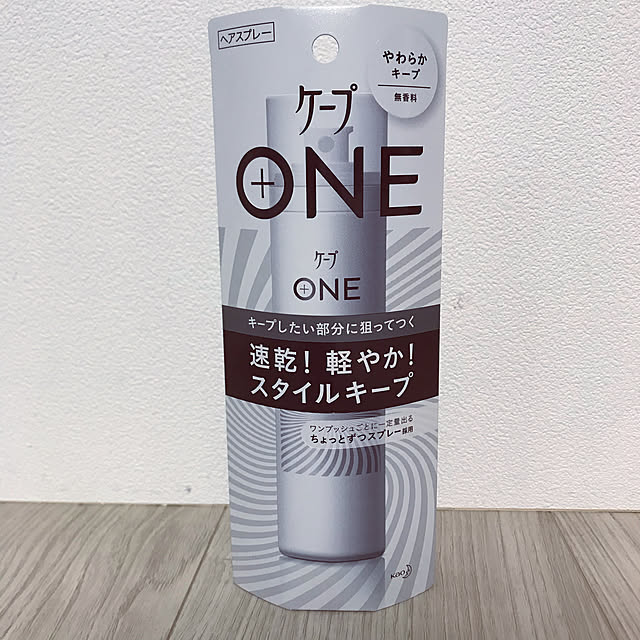 ヘアスプレー
やわらか
キープ
無香料
ケープ
ONE
ケープ
ONE
キープしたい部分に狙ってつく
速乾！軽やか！
スタイルキープ
ワンプッシュごとに一定量出る
ちょっとずつスプレー採用
Kao